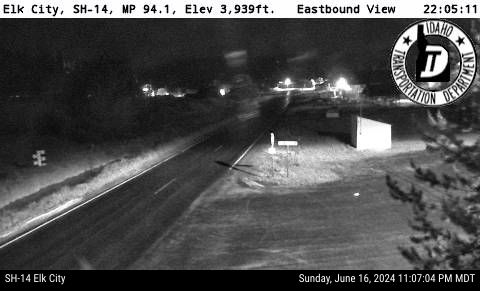 Elk City, SH-14, MP 94.1, Elev 3,939ft. Eastbound View 22:05:11
IDAHO
TRANSPORTATION DEPARTMENT
SH-14 Elk City Sunday, June 16, 2024 11:07:04 PM MDT